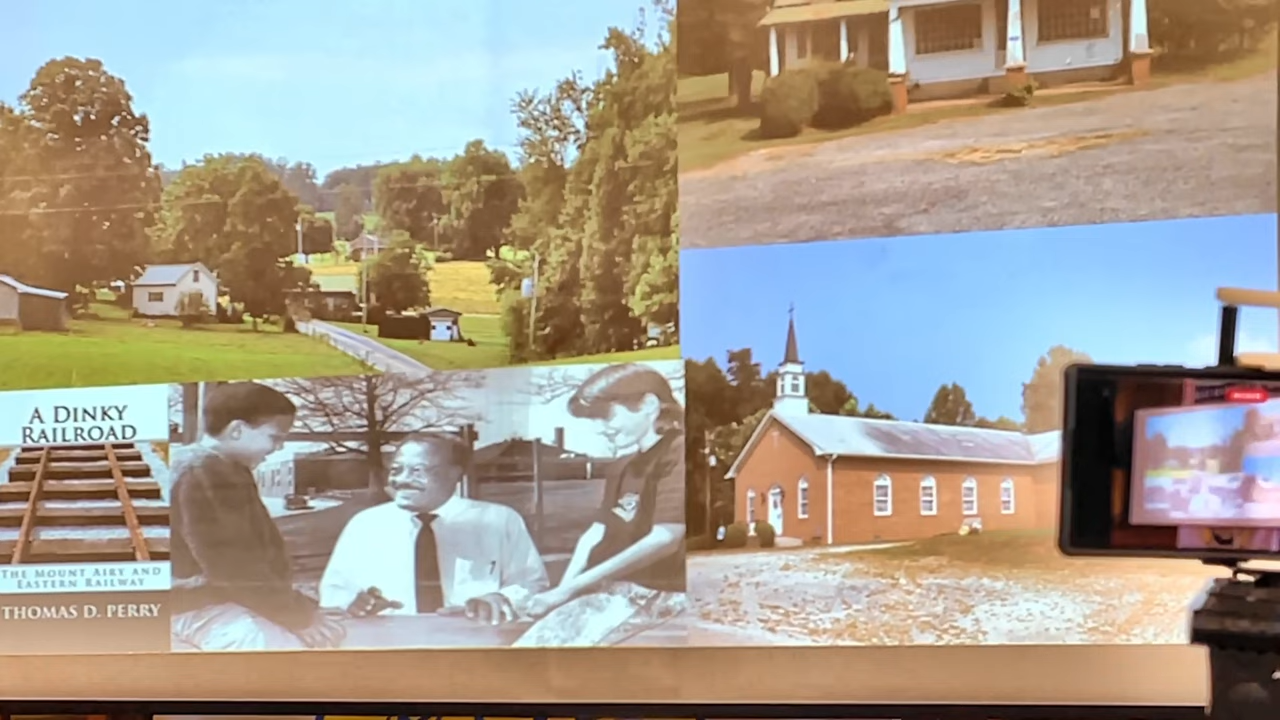 A DINKY
RAILROAD
THE MOUNT AIRY AND
EASTERN RAILWAY
THOMAS D. PERRY